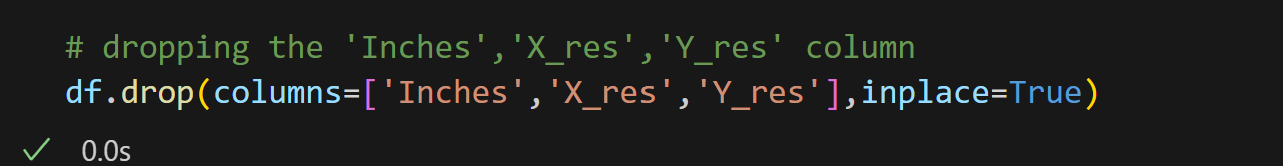 # dropping the 'Inches','X_res','Y_res' column
df.drop(columns=['Inches','X_res','Y_res'],inplace=True)
0.0s